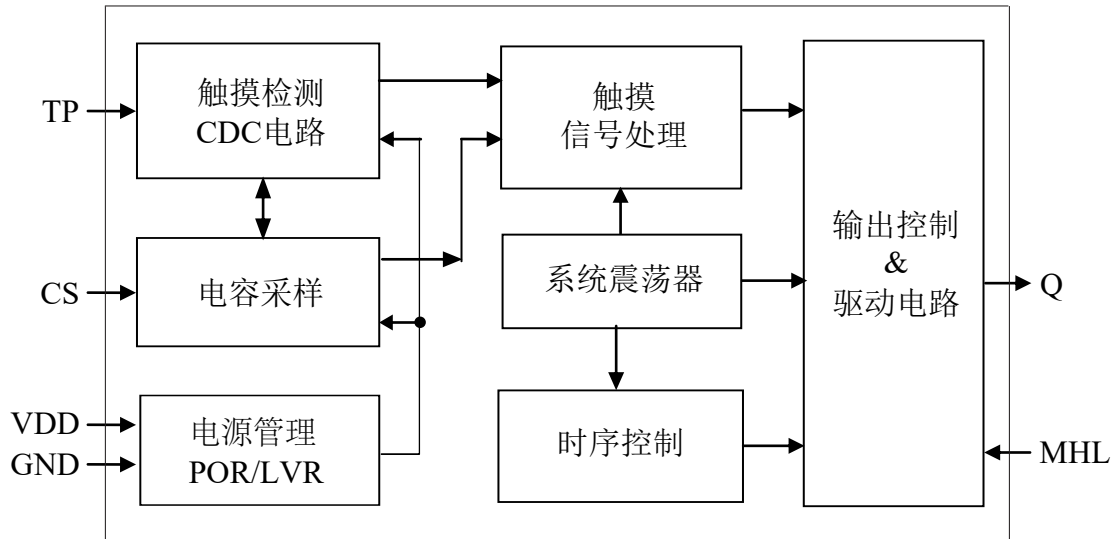 TP
触摸检测
CDC电路
触摸
信号处理
CS
电容采样
系统震荡器
输出控制
&
驱动电路
Q
VDD
GND
电源管理
POR/LVR
时序控制
MHL